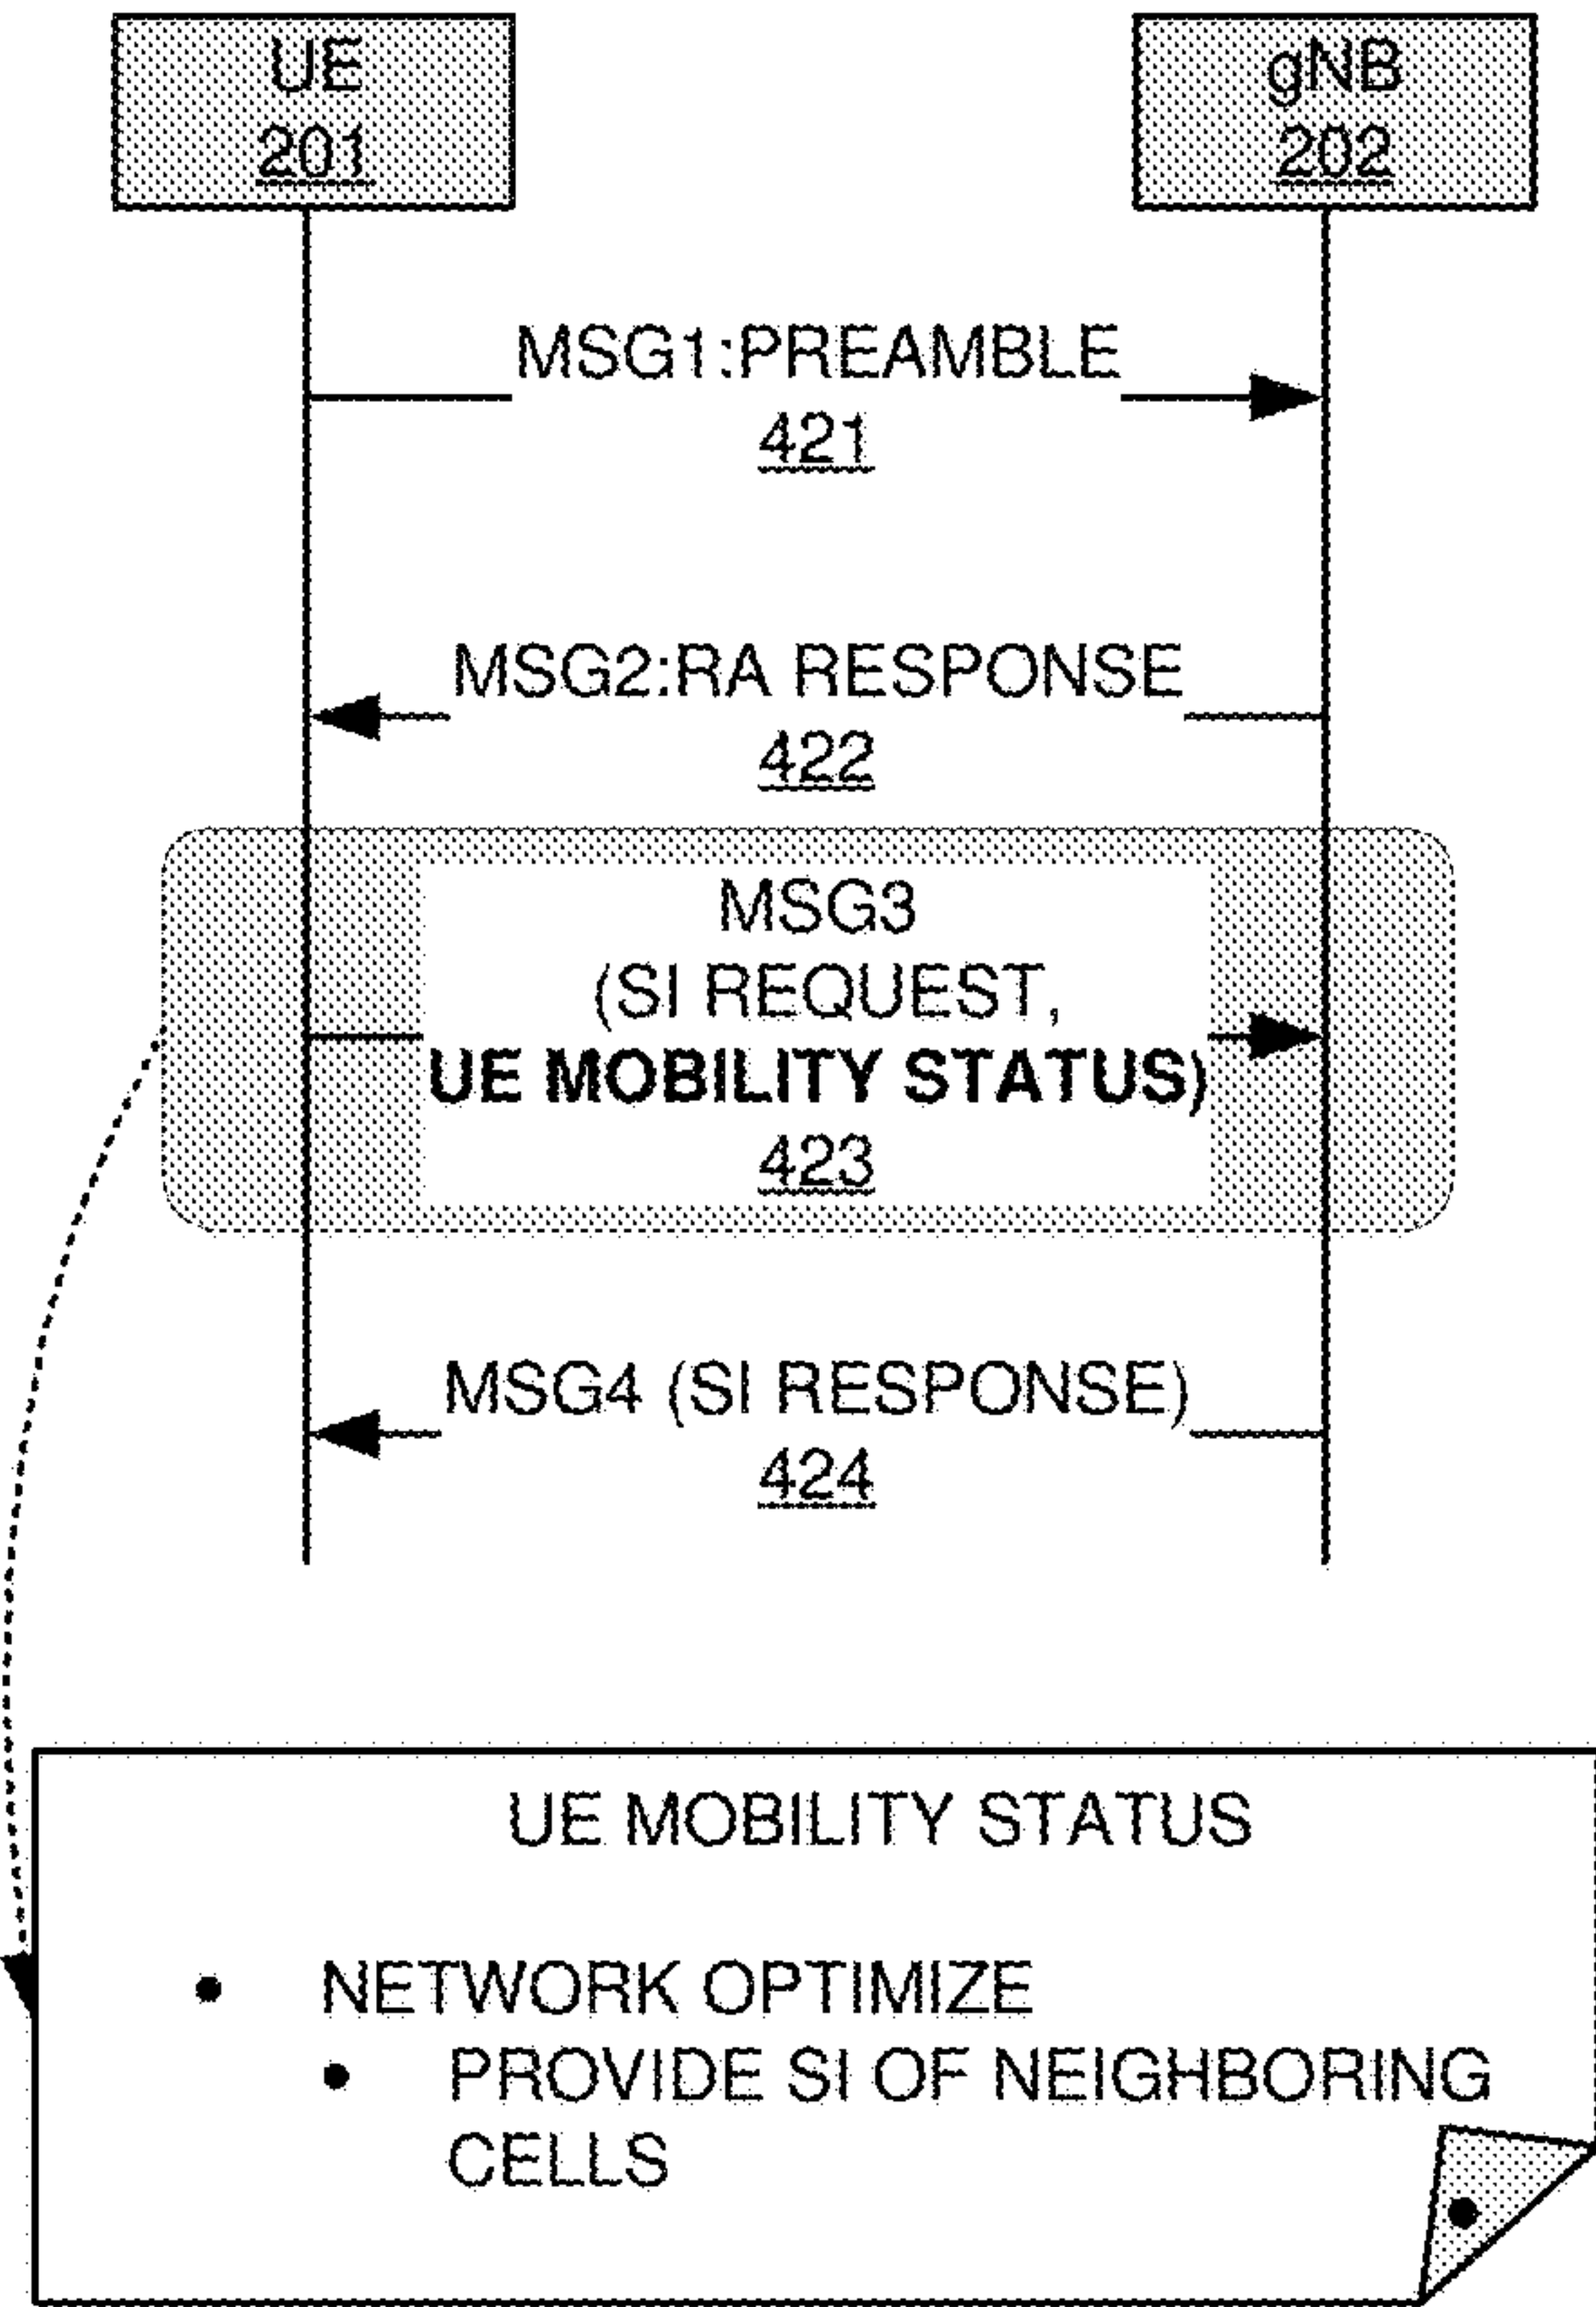 UE
201
gNB
202
MSG1:PREAMBLE
421
MSG2:RA RESPONSE
422
MSG3
(SI REQUEST,
UE MOBILITY STATUS)
423
MSG4 (SI RESPONSE)
424
UE MOBILITY STATUS
• NETWORK OPTIMIZE
• PROVIDE SI OF NEIGHBORING
CELLS